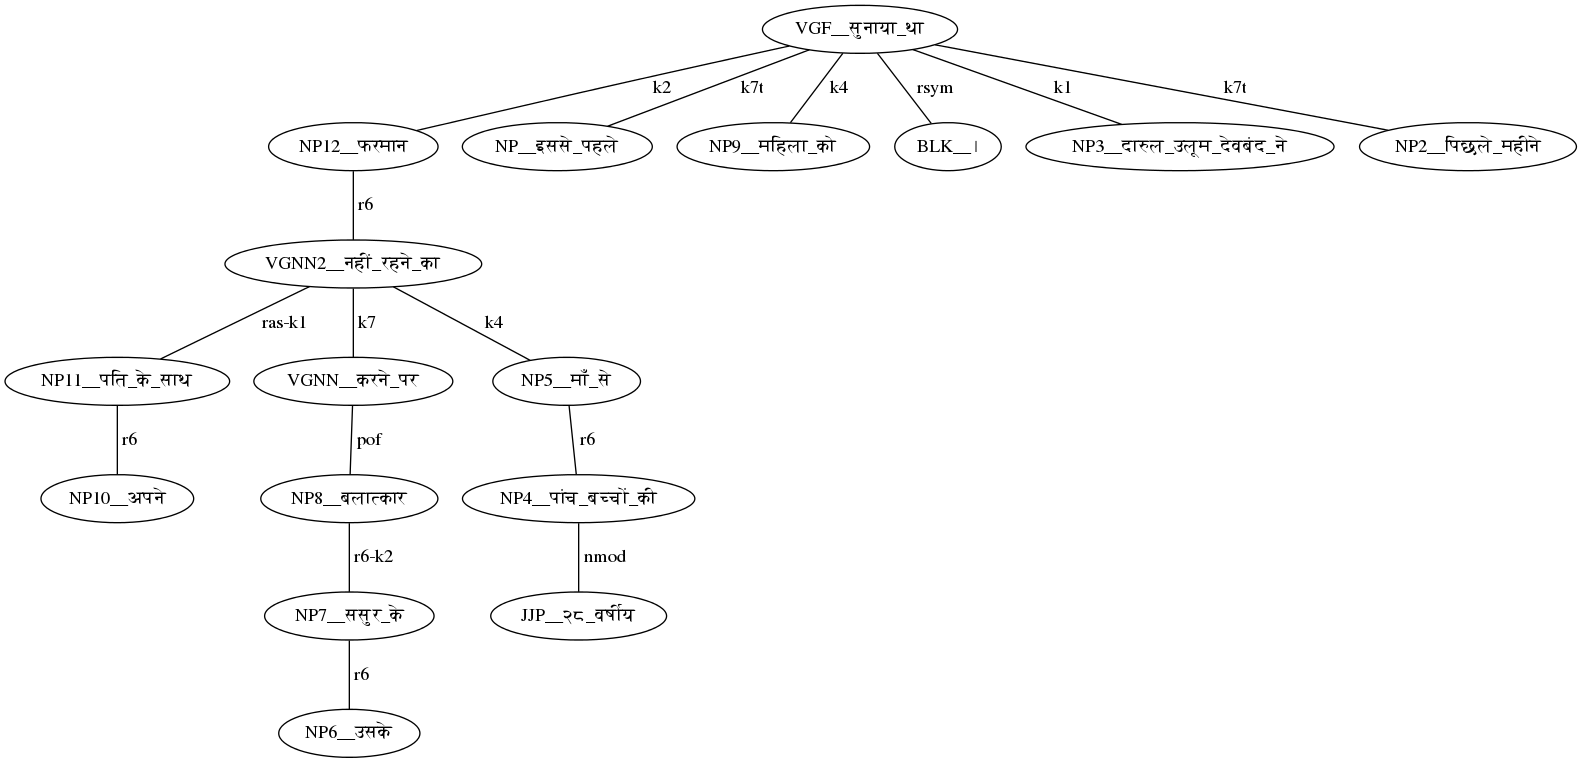 VGF__सुनाया_था
k2 k7t k4 rsym k1 k7t
NP12__फरमान NP__इससे_पहले NP9__महिला_को BLK__। NP3__दारुल_उलूम_देवबंद_ने NP2__पिछले_महीने
r6
VGNN2__नहीं_रहने_का
ras-k1 k7 k4
NP11__पति_के_साथ VGNN__करने_पर NP5__माँ_से
r6 pof r6
NP10__अपने NP8__बलात्कार NP4__पांच_बच्चों_की
r6-k2 nmod
NP7__ससुर_के JJP__२८_वर्षीय
r6
NP6__उसके